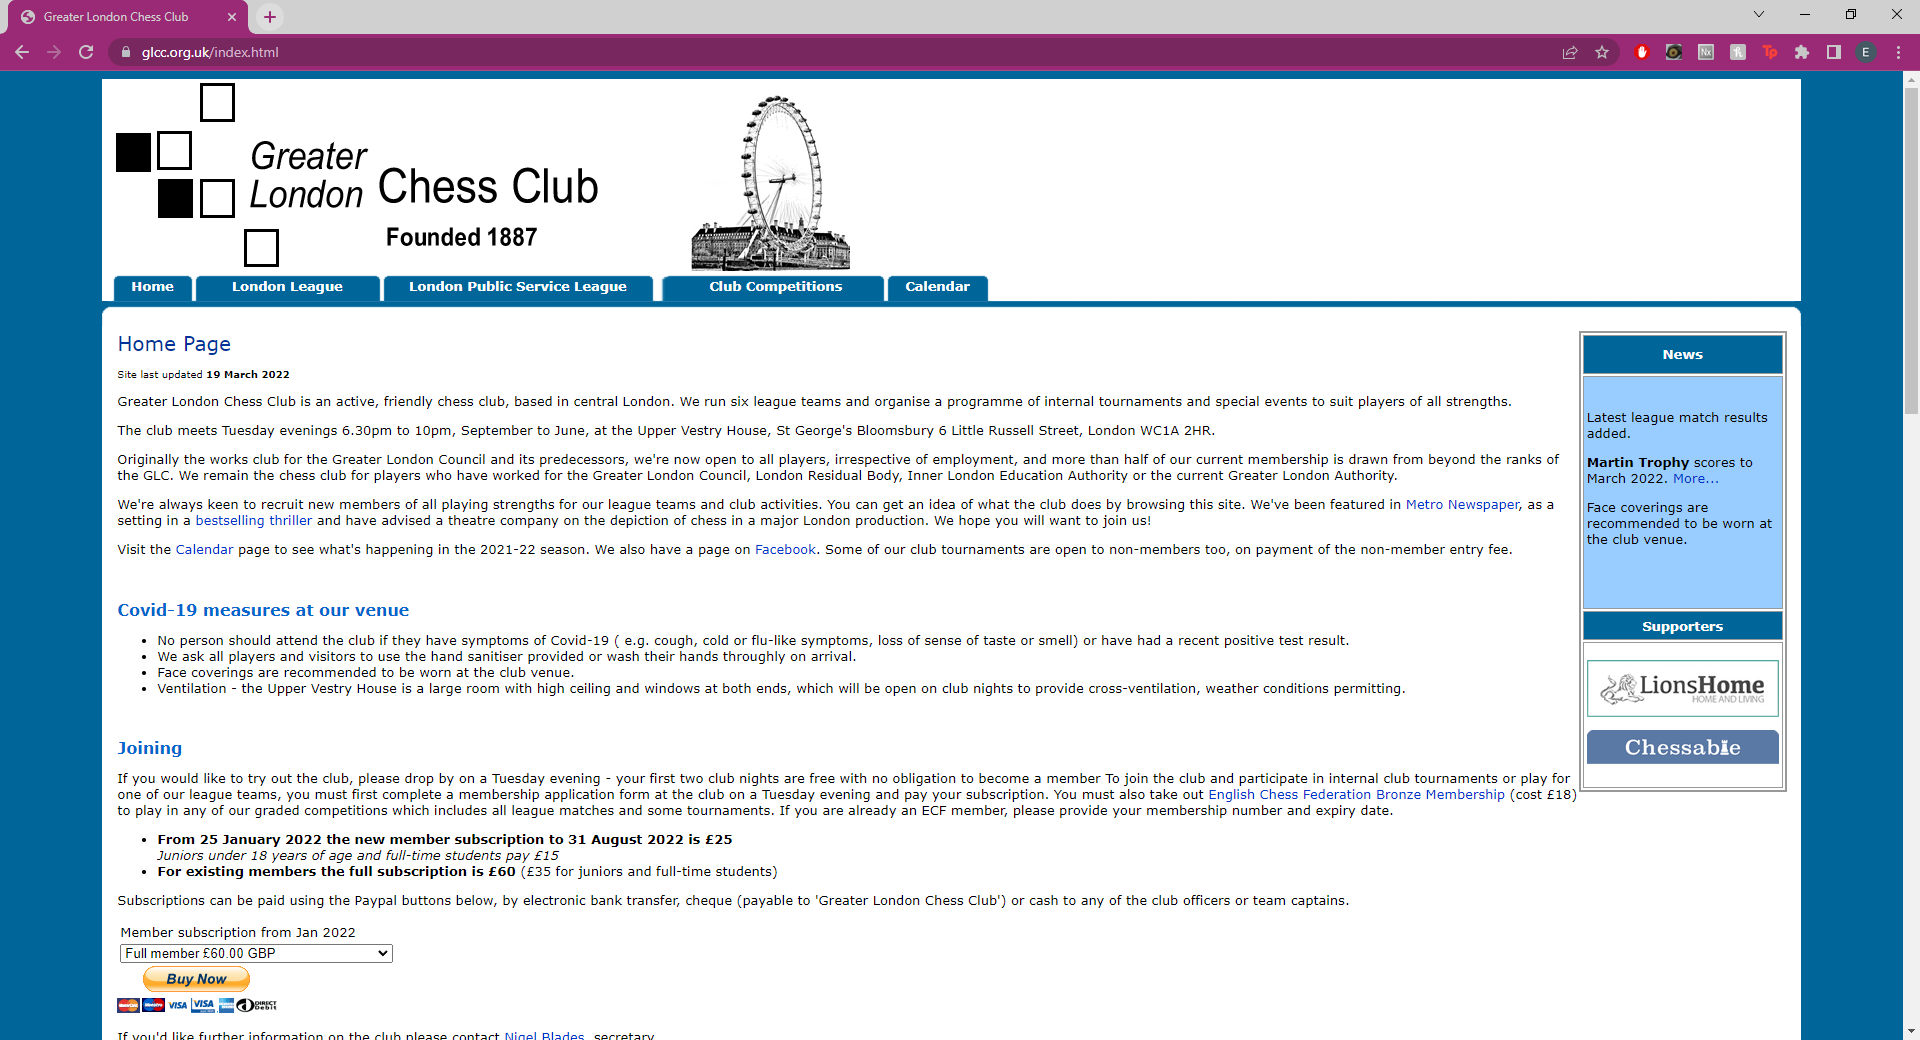 Greater London Chess Club
glcc.org.uk/index.html
Nx
Tp
E
Greater
London Chess Club
Founded 1887
Home London League London Public Service League Club Competitions Calendar
Home Page
Site last updated 19 March 2022
Greater London Chess Club is an active, friendly chess club, based in central London. We run six league teams and organise a programme of internal tournaments and special events to suit players of all strengths.
The club meets Tuesday evenings 6.30pm to 10pm, September to June, at the Upper Vestry House, St George's Bloomsbury 6 Little Russell Street, London WC1A 2HR.
Originally the works club for the Greater London Council and its predecessors, we're now open to all players, irrespective of employment, and more than half of our current membership is drawn from beyond the ranks of
the GLC. We remain the chess club for players who have worked for the Greater London Council, London Residual Body, Inner London Education Authority or the current Greater London Authority.
We're always keen to recruit new members of all playing strengths for our league teams and club activities. You can get an idea of what the club does by browsing this site. We've been featured in Metro Newspaper, as a
setting in a bestselling thriller and have advised a theatre company on the depiction of chess in a major London production. We hope you will want to join us!
Visit the Calendar page to see what's happening in the 2021-22 season. We also have a page on Facebook. Some of our club tournaments are open to non-members too, on payment of the non-member entry fee.
Covid-19 measures at our venue
• No person should attend the club if they have symptoms of Covid-19 ( e.g. cough, cold or flu-like symptoms, loss of sense of taste or smell) or have had a recent positive test result.
• We ask all players and visitors to use the hand sanitiser provided or wash their hands throughly on arrival.
• Face coverings are recommended to be worn at the club venue.
• Ventilation - the Upper Vestry House is a large room with high ceiling and windows at both ends, which will be open on club nights to provide cross-ventilation, weather conditions permitting.
Joining
If you would like to try out the club, please drop by on a Tuesday evening - your first two club nights are free with no obligation to become a member To join the club and participate in internal club tournaments or play for
one of our league teams, you must first complete a membership application form at the club on a Tuesday evening and pay your subscription. You must also take out English Chess Federation Bronze Membership (cost £18)
to play in any of our graded competitions which includes all league matches and some tournaments. If you are already an ECF member, please provide your membership number and expiry date.
• From 25 January 2022 the new member subscription to 31 August 2022 is £25
Juniors under 18 years of age and full-time students pay £15
• For existing members the full subscription is £60 (£35 for juniors and full-time students)
Subscriptions can be paid using the Paypal buttons below, by electronic bank transfer, cheque (payable to 'Greater London Chess Club') or cash to any of the club officers or team captains.
Member subscription from Jan 2022
Full member £60.00 GBP
Buy Now
VISA VISA DIRECT Debit
If you'd like further information on the club please contact Nigel Blades, secretary
News
Latest league match results
added.
Martin Trophy scores to
March 2022. More...
Face coverings are
recommended to be worn at
the club venue.
Supporters
LionsHome
HOME AND LIVING
Chessable